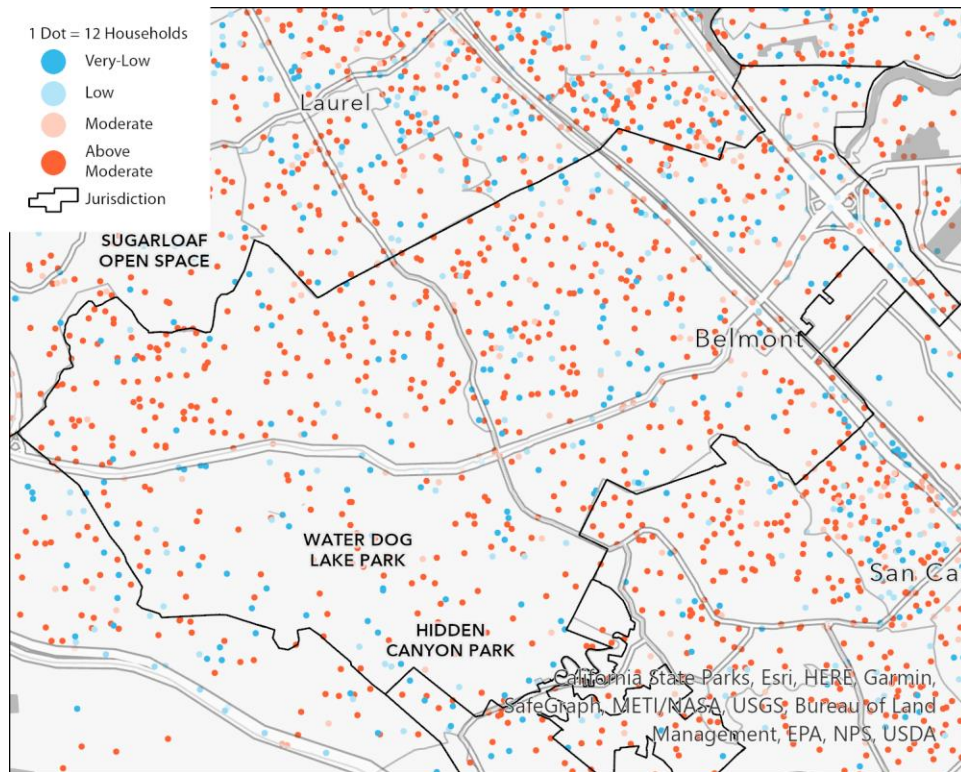 1 Dot = 12 Households
Very-Low
Low
Moderate
Above
Moderate
Jurisdiction
Laurel
SUGARLOAF
OPEN SPACE
Belmont
WATER DOG
LAKE PARK
San Ca
HIDDEN
CANYON PARK
California State Parks, Esri, HERE, Garmin,
SafeGraph, METI/NASA, USGS, Bureau of Land
Management, EPA, NPS, USDA